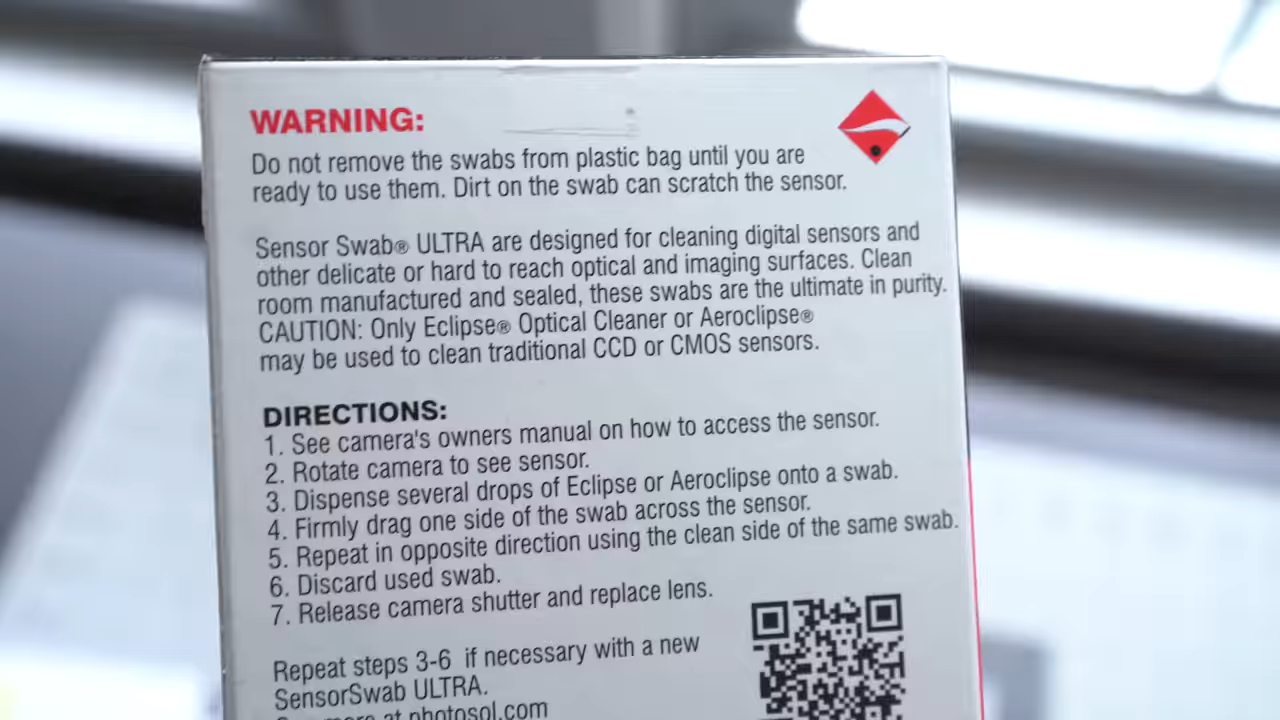 WARNING:
Do not remove the swabs from plastic bag until you are
ready to use them. Dirt on the swab can scratch the sensor.
Sensor Swab® ULTRA are designed for cleaning digital sensors and
other delicate or hard to reach optical and imaging surfaces. Clean
room manufactured and sealed, these swabs are the ultimate in purity.
CAUTION: Only Eclipse® Optical Cleaner or Aeroclipse®
may be used to clean traditional CCD or CMOS sensors.
DIRECTIONS:
1. See camera's owners manual on how to access the sensor.
2. Rotate camera to see sensor.
3. Dispense several drops of Eclipse or Aeroclipse onto a swab.
4. Firmly drag one side of the swab across the sensor.
5. Repeat in opposite direction using the clean side of the same swab.
6. Discard used swab.
7. Release camera shutter and replace lens.
Repeat steps 3-6 if necessary with a new
SensorSwab ULTRA.
See more at photosol.com